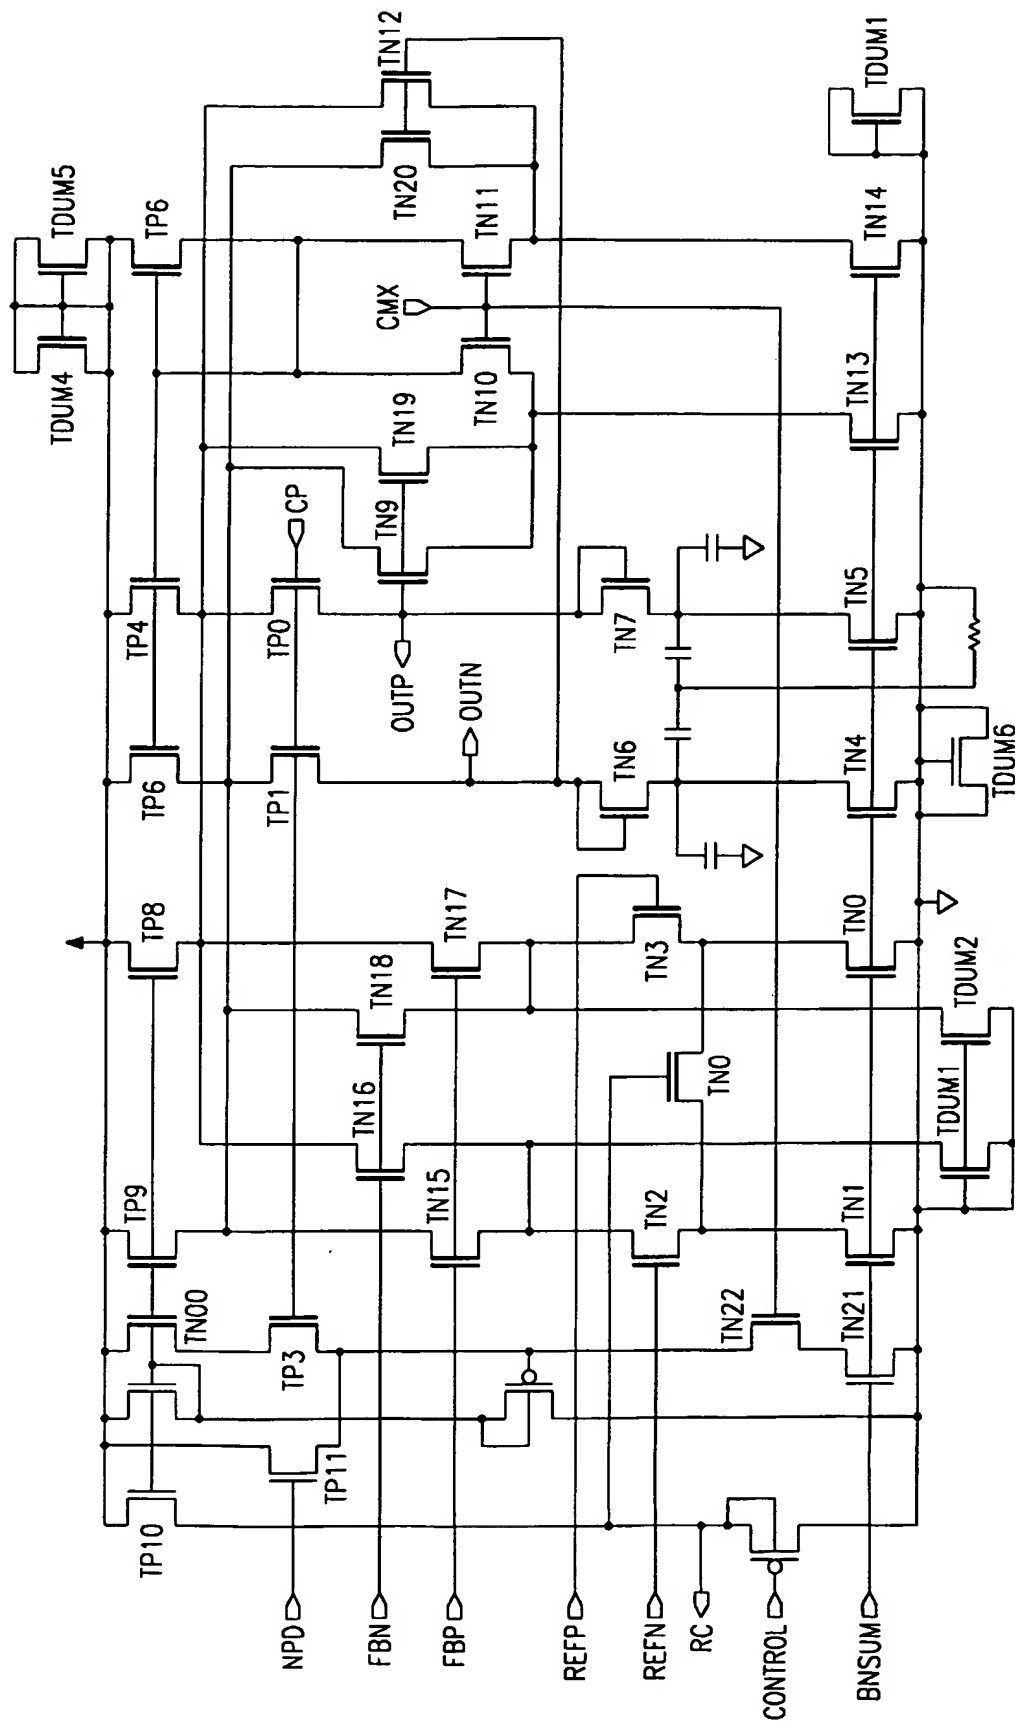 TDUM4
TDUM5
TP6
TN12
TP10
TN00
TP9
TP8
TP6
TP4
NPD
TP11
TP3
TP1
TP0
CP
CMX
TN20
FBN
TN16
TN18
TN9
TN19
FBP
TN15
TN17
OUTP
OUTN
TN10
TN11
REFP
REFN
TN2
TN0
TN3
TN6
TN7
RC
TN22
CONTROL
BNSUM
TN21
TN1
TN0
TN4
TN5
TN13
TN14
TDUM1
TDUM1
TDUM2
TDUM6